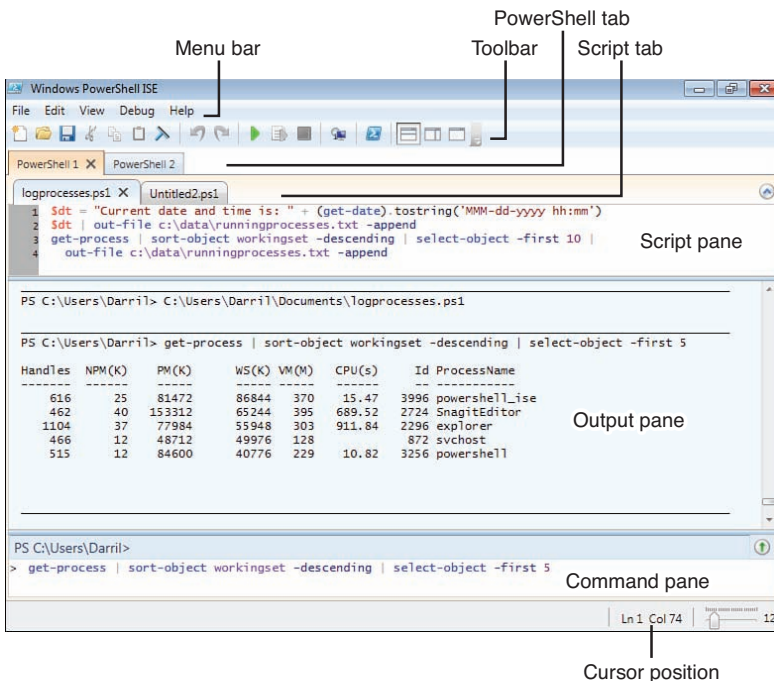 PowerShell tab
Menu bar Toolbar Script tab
Windows PowerShell ISE
File Edit View Debug Help
PowerShell 1 X PowerShell 2
logprocesses.ps1 X Untitled2.ps1
1 $dt = "Current date and time is: " + (get-date).tostring('MMM-dd-yyyy hh:mm')
2 $dt | out-file c:\data\runningprocesses.txt -append
3 get-process | sort-object workingset -descending | select-object -first 10 |
4 out-file c:\data\runningprocesses.txt -append
Script pane
PS C:\Users\Darril> C:\Users\Darril\Documents\logprocesses.ps1
PS C:\Users\Darril> get-process | sort-object workingset -descending | select-object -first 5
Handles NPM(K) PM(K) WS(K) VM(M) CPU(s) Id ProcessName
------- ------ ----- ----- ----- ------ -- -----------
616 25 81472 86844 370 15.47 3996 powershell_ise
462 40 153312 65244 395 689.52 2724 SnagitEditor
1104 37 77984 55948 303 911.84 2296 explorer
466 12 48712 49976 128 872 svchost
515 12 84600 40776 229 10.82 3256 powershell
Output pane
PS C:\Users\Darril>
> get-process | sort-object workingset -descending | select-object -first 5
Command pane
Ln 1 Col 74 12
Cursor position